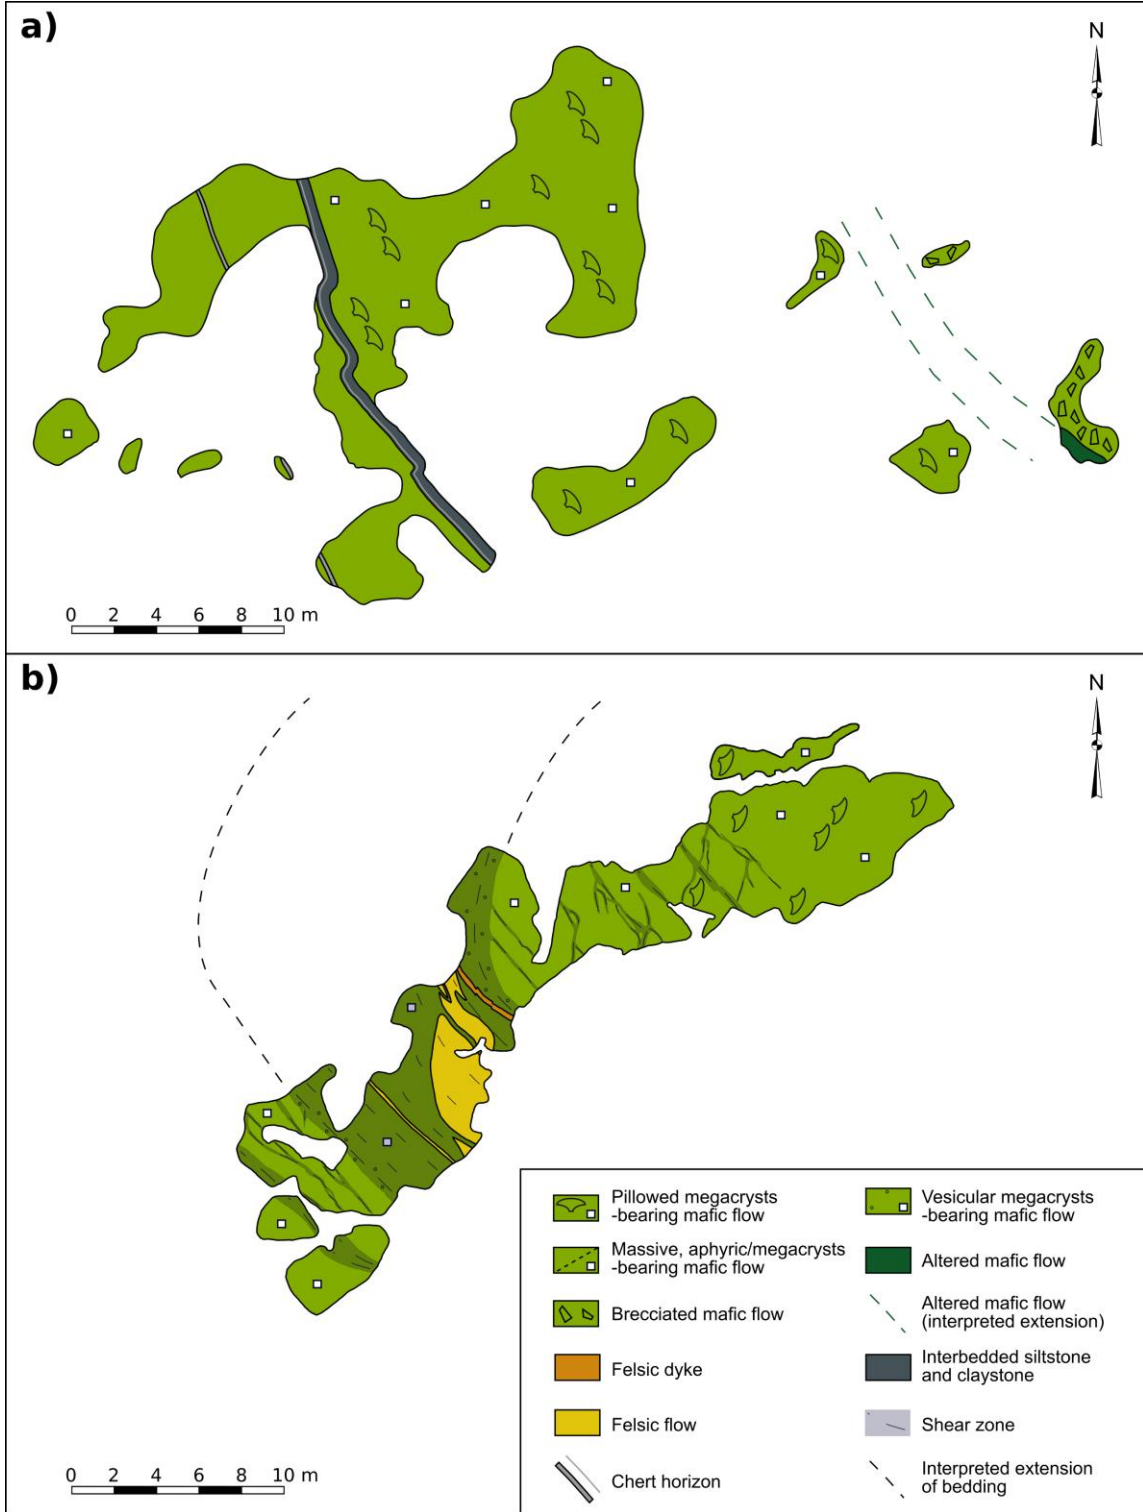 a)
N
0 2 4 6 8 10 m
b)
N
Pillowed megacrysts
-bearing mafic flow
Massive, aphyric/megacrysts
-bearing mafic flow
Brecciated mafic flow
Felsic dyke
Felsic flow
Chert horizon
Vesicular megacrysts
-bearing mafic flow
Altered mafic flow
Altered mafic flow
(interpreted extension)
Interbedded siltstone
and claystone
Shear zone
Interpreted extension
of bedding
0 2 4 6 8 10 m